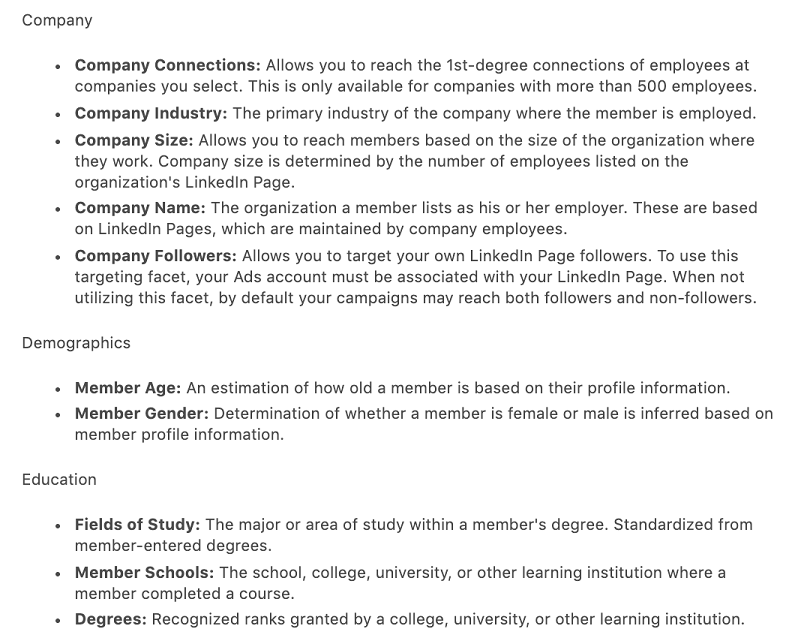 Company
• Company Connections: Allows you to reach the 1st-degree connections of employees at
companies you select. This is only available for companies with more than 500 employees.
• Company Industry: The primary industry of the company where the member is employed.
• Company Size: Allows you to reach members based on the size of the organization where
they work. Company size is determined by the number of employees listed on the
organization's LinkedIn Page.
• Company Name: The organization a member lists as his or her employer. These are based
on LinkedIn Pages, which are maintained by company employees.
• Company Followers: Allows you to target your own LinkedIn Page followers. To use this
targeting facet, your Ads account must be associated with your LinkedIn Page. When not
utilizing this facet, by default your campaigns may reach both followers and non-followers.
Demographics
• Member Age: An estimation of how old a member is based on their profile information.
• Member Gender: Determination of whether a member is female or male is inferred based on
member profile information.
Education
• Fields of Study: The major or area of study within a member's degree. Standardized from
member-entered degrees.
• Member Schools: The school, college, university, or other learning institution where a
member completed a course.
• Degrees: Recognized ranks granted by a college, university, or other learning institution.